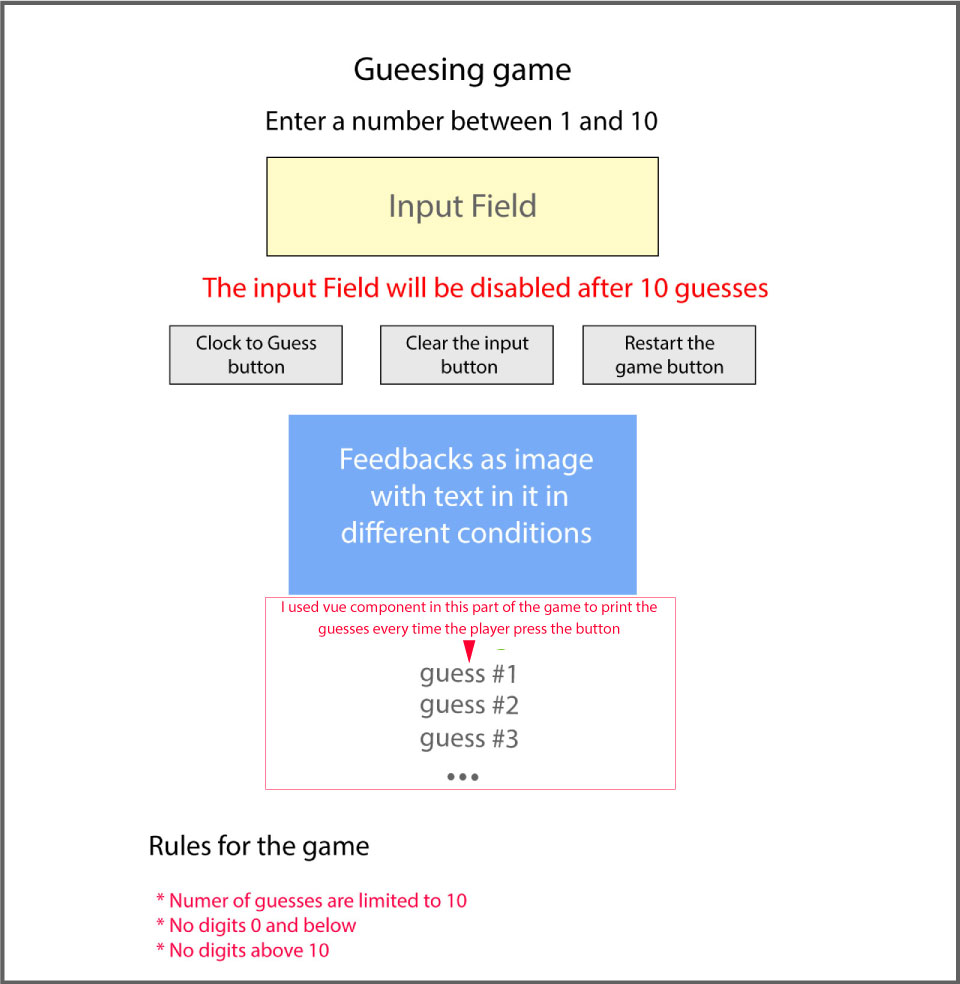 Gueesing game
Enter a number between 1 and 10
Input Field
The input Field will be disabled after 10 guesses
Clock to Guess
button
Clear the input
button
Restart the
game button
Feedbacks as image
with text in it in
different conditions
I used vue component in this part of the game to print the
guesses every time the player press the button
guess #1
guess #2
guess #3
...
Rules for the game
* Numer of guesses are limited to 10
* No digits 0 and below
* No digits above 10